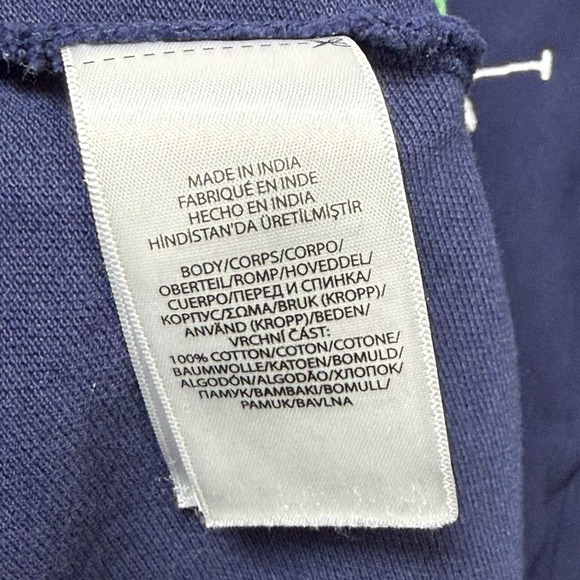 MADE IN INDIA
FABRIQUÉ EN INDE
HECHO EN INDIA
HİNDİSTAN'DA ÜRETİLMİŞTİR
BODY/CORPS/CORPO/
OBERTEIL/ROMP/HOVEDDEL/
CUERPO/ПЕРЕД И СПИНКА/
КОРПУС/ΣΩΜΑ/BRUK (KROPP)/
ANVÄND (KROPP)/BEDEN/
VRCHNÍ ČÁST:
100% COTTON/COTON/COTONE/
BAUMWOLLE/KATOEN/BOMULD/
ALGODÓN/ALGODÃO/ХЛОПОК/
ПАМУК/BAMBAKI/BOMULL/
PAMUK/BAVLNA